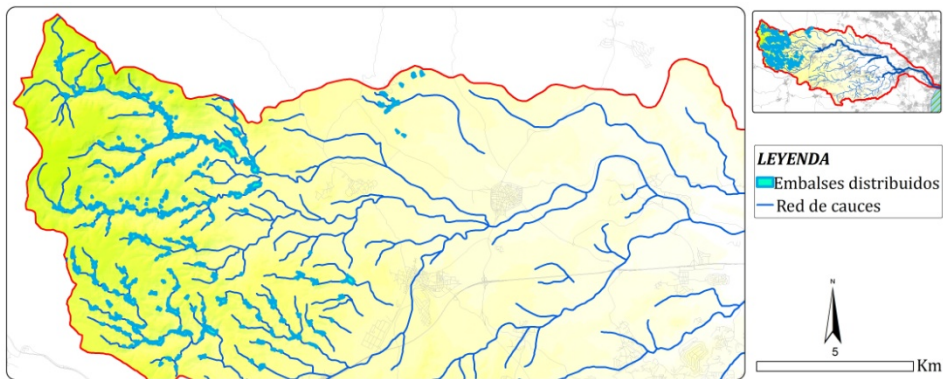 LEYENDA
Embalses distribuidos
Red de cauces
N
5
Km